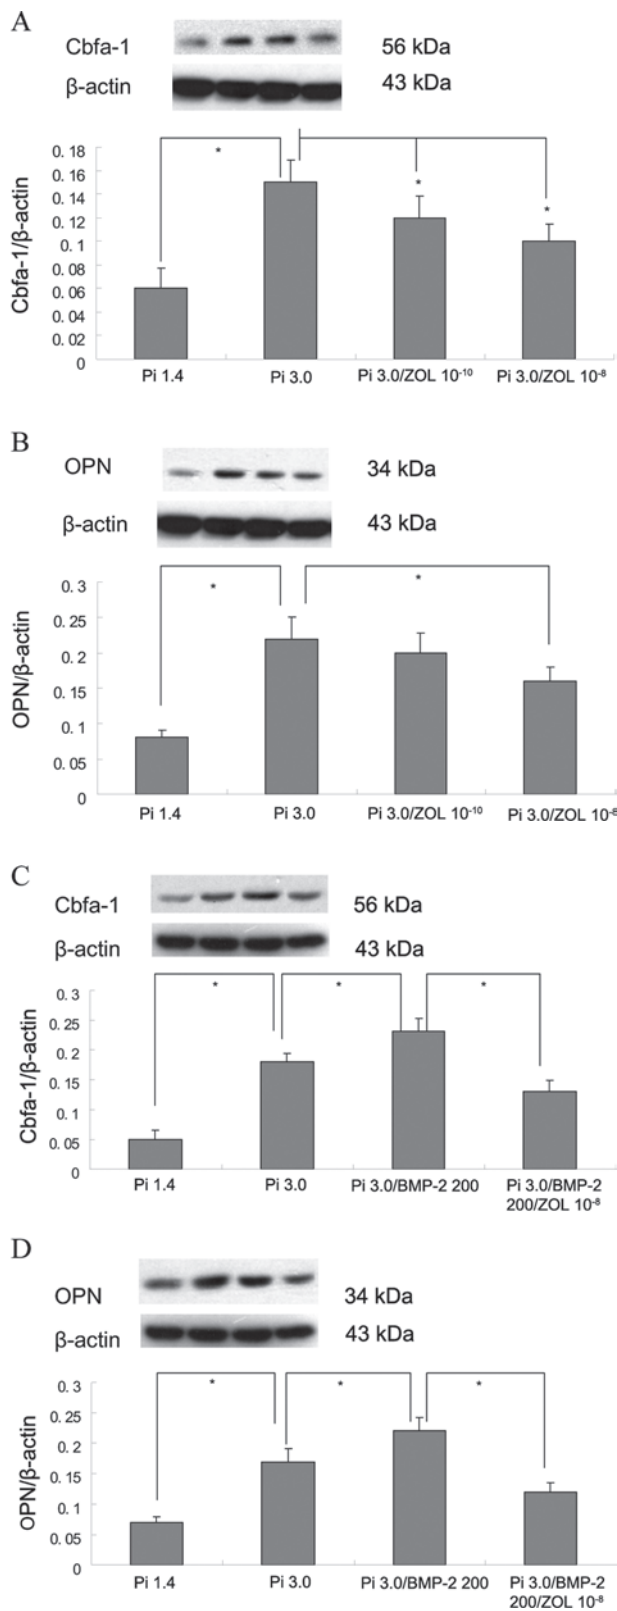 A
Cbfa-1 56 kDa
β-actin 43 kDa
Cbfa-1/β-actin
0. 18
0. 16
0. 14
0. 12
0. 1
0. 08
0. 06
0. 04
0. 02
0
*
*
*
Pi 1.4 Pi 3.0 Pi 3.0/ZOL 10⁻¹⁰ Pi 3.0/ZOL 10⁻⁸
B
OPN 34 kDa
β-actin 43 kDa
OPN/β-actin
0. 3
0. 25
0. 2
0. 15
0. 1
0. 05
0
* *
Pi 1.4 Pi 3.0 Pi 3.0/ZOL 10⁻¹⁰ Pi 3.0/ZOL 10⁻⁸
C
Cbfa-1 56 kDa
β-actin 43 kDa
Cbfa-1/β-actin
0. 3
0. 25
0. 2
0. 15
0. 1
0. 05
0
* * *
Pi 1.4 Pi 3.0 Pi 3.0/BMP-2 200 Pi 3.0/BMP-2
200/ZOL 10⁻⁸
D
OPN 34 kDa
β-actin 43 kDa
OPN/β-actin
0. 3
0. 25
0. 2
0. 15
0. 1
0. 05
0
* * *
Pi 1.4 Pi 3.0 Pi 3.0/BMP-2 200 Pi 3.0/BMP-2
200/ZOL 10⁻⁸